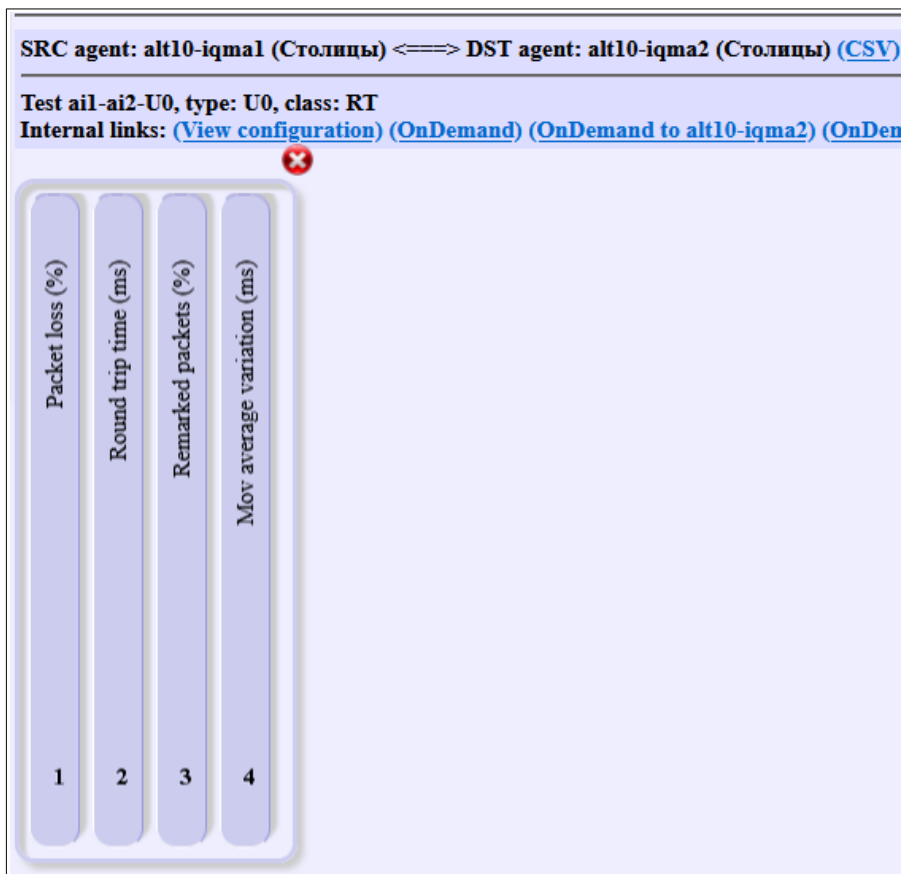 SRC agent: alt10-iqma1 (Столицы) <===> DST agent: alt10-iqma2 (Столицы) (CSV)
Test ai1-ai2-U0, type: U0, class: RT
Internal links: (View configuration) (OnDemand) (OnDemand to alt10-iqma2) (OnDem
Packet loss (%)
Round trip time (ms)
Remarked packets (%)
Mov average variation (ms)
1 2 3 4